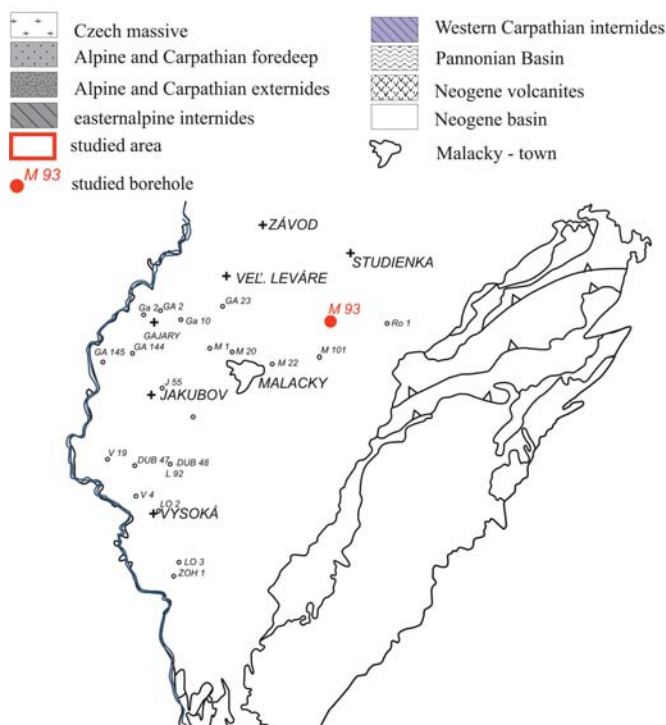 Czech massive
Alpine and Carpathian foredeep
Alpine and Carpathian externides
easternalpine internides
studied area
M 93
studied borehole
Western Carpathian internides
Pannonian Basin
Neogene volcanites
Neogene basin
Malacky - town
ZÁVOD
STUDIENKA
VEĽ. LEVÁRE
GA 23
Ga 2
GA 2
Ga 10
GAJARY
M 93
Ro 1
GA 145
GA 144
M 1
M 20
M 22
M 101
MALACKY
J 55
JAKUBOV
V 19
DUB 47
DUB 48
L 92
V 4
LO 2
VYSOKÁ
LO 3
ZOH 1